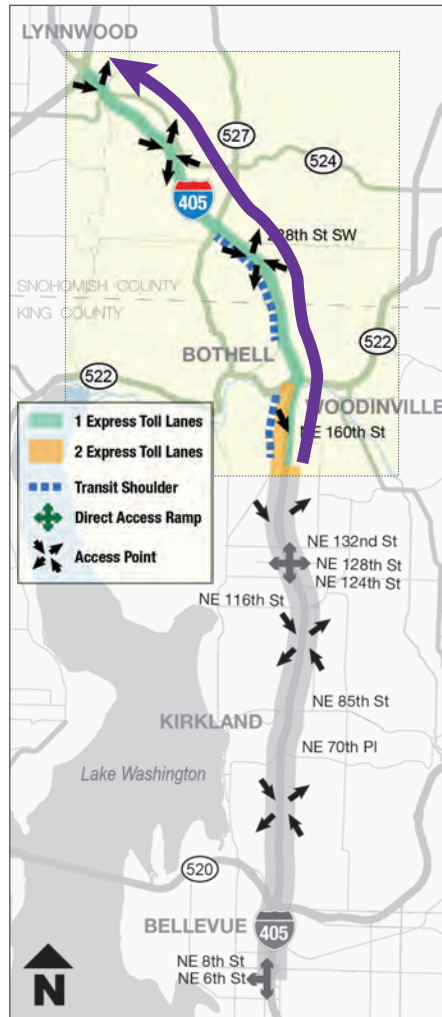 LYNNWOOD
527
524
405
228th St SW
SNOHOMISH COUNTY
KING COUNTY
BOTHELL
522
522
WOODINVILLE
1 Express Toll Lanes
2 Express Toll Lanes
Transit Shoulder
Direct Access Ramp
Access Point
NE 160th St
NE 132nd St
NE 128th St
NE 124th St
NE 116th St
NE 85th St
KIRKLAND
NE 70th Pl
Lake Washington
520
BELLEVUE
405
NE 8th St
NE 6th St
N